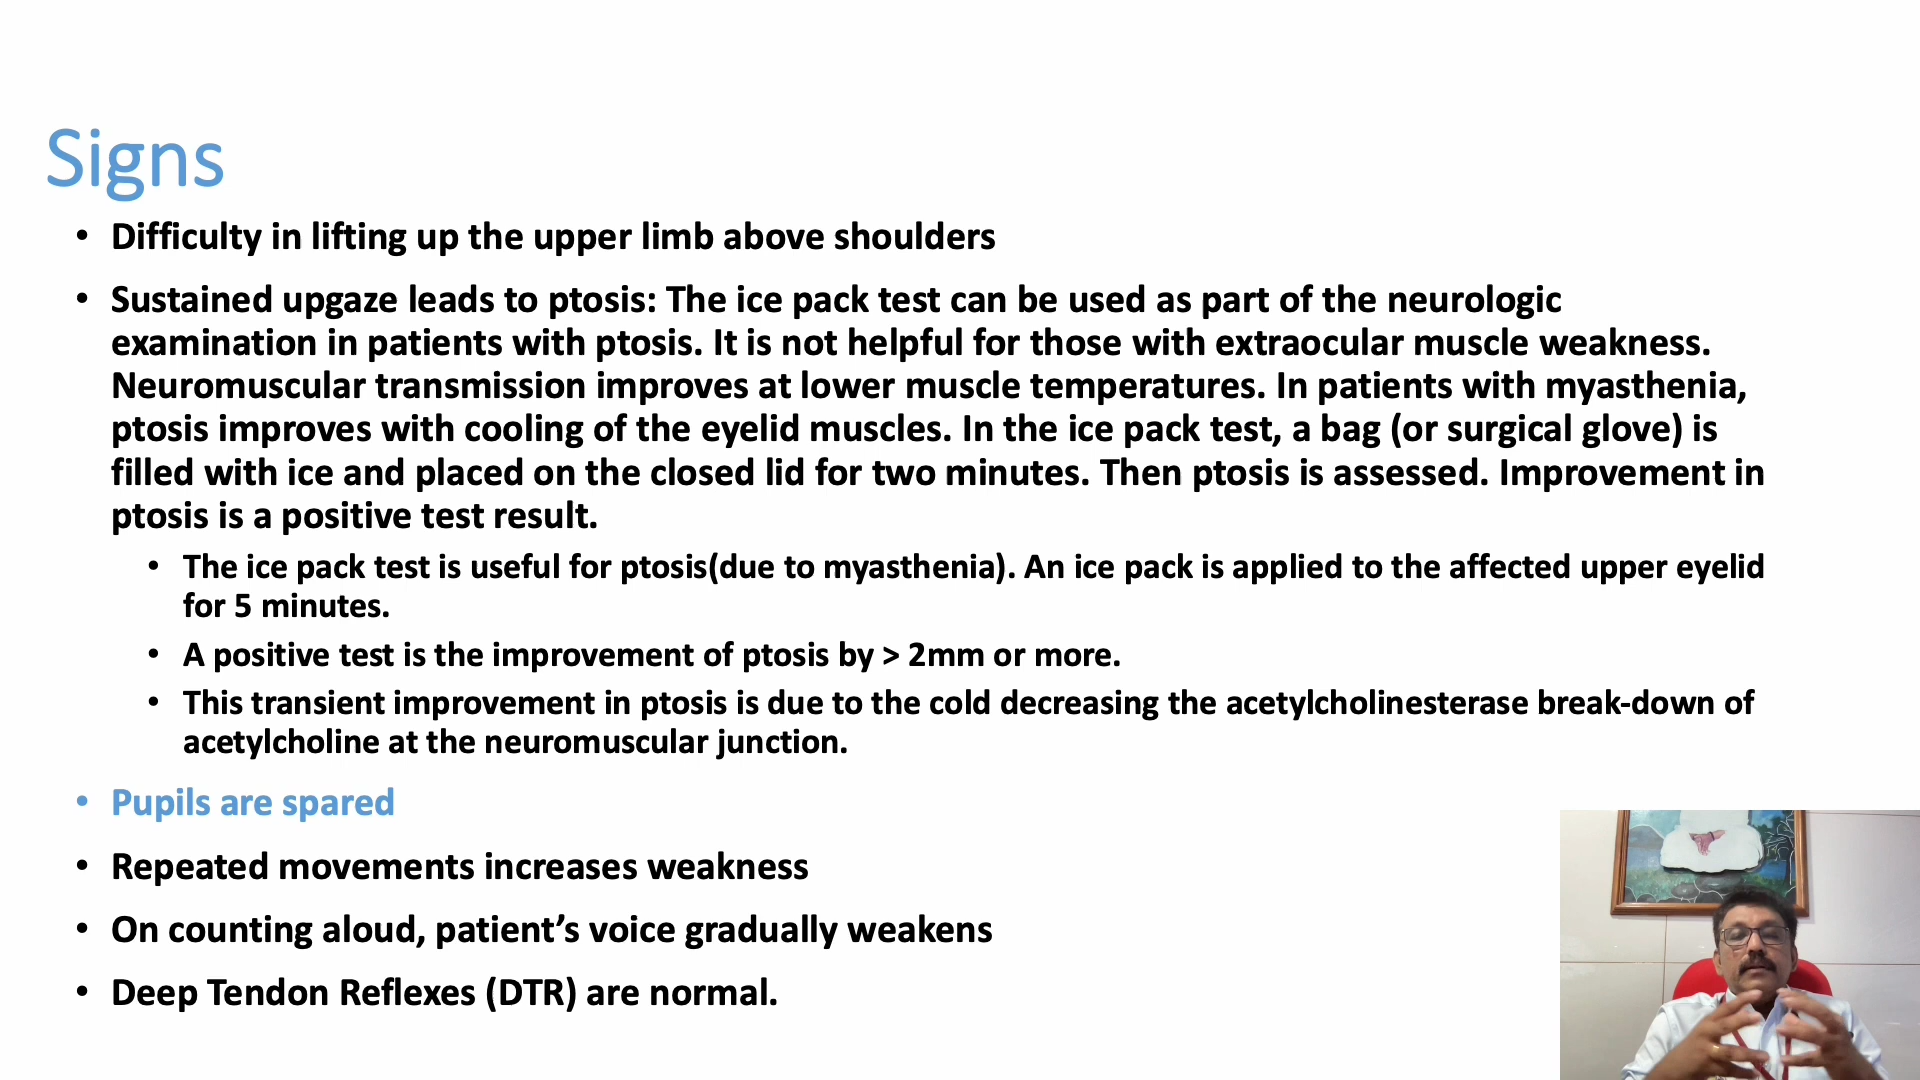 Signs
• Difficulty in lifting up the upper limb above shoulders
• Sustained upgaze leads to ptosis: The ice pack test can be used as part of the neurologic
examination in patients with ptosis. It is not helpful for those with extraocular muscle weakness.
Neuromuscular transmission improves at lower muscle temperatures. In patients with myasthenia,
ptosis improves with cooling of the eyelid muscles. In the ice pack test, a bag (or surgical glove) is
filled with ice and placed on the closed lid for two minutes. Then ptosis is assessed. Improvement in
ptosis is a positive test result.
• The ice pack test is useful for ptosis(due to myasthenia). An ice pack is applied to the affected upper eyelid
for 5 minutes.
• A positive test is the improvement of ptosis by > 2mm or more.
• This transient improvement in ptosis is due to the cold decreasing the acetylcholinesterase break-down of
acetylcholine at the neuromuscular junction.
• Pupils are spared
• Repeated movements increases weakness
• On counting aloud, patient’s voice gradually weakens
• Deep Tendon Reflexes (DTR) are normal.